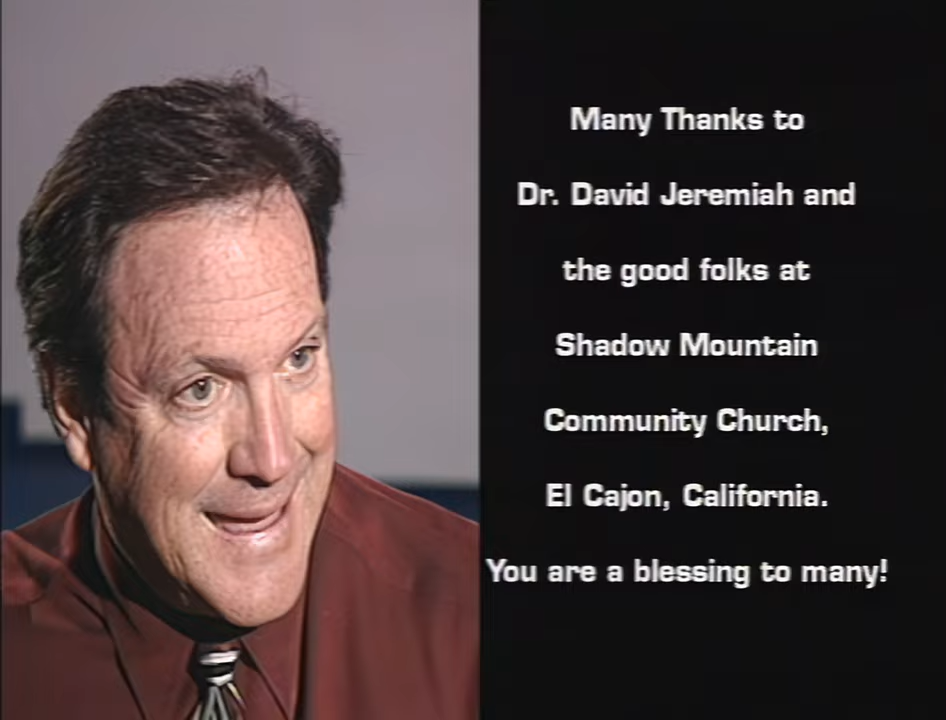 Many Thanks to
Dr. David Jeremiah and
the good folks at
Shadow Mountain
Community Church,
El Cajon, California.
You are a blessing to many!